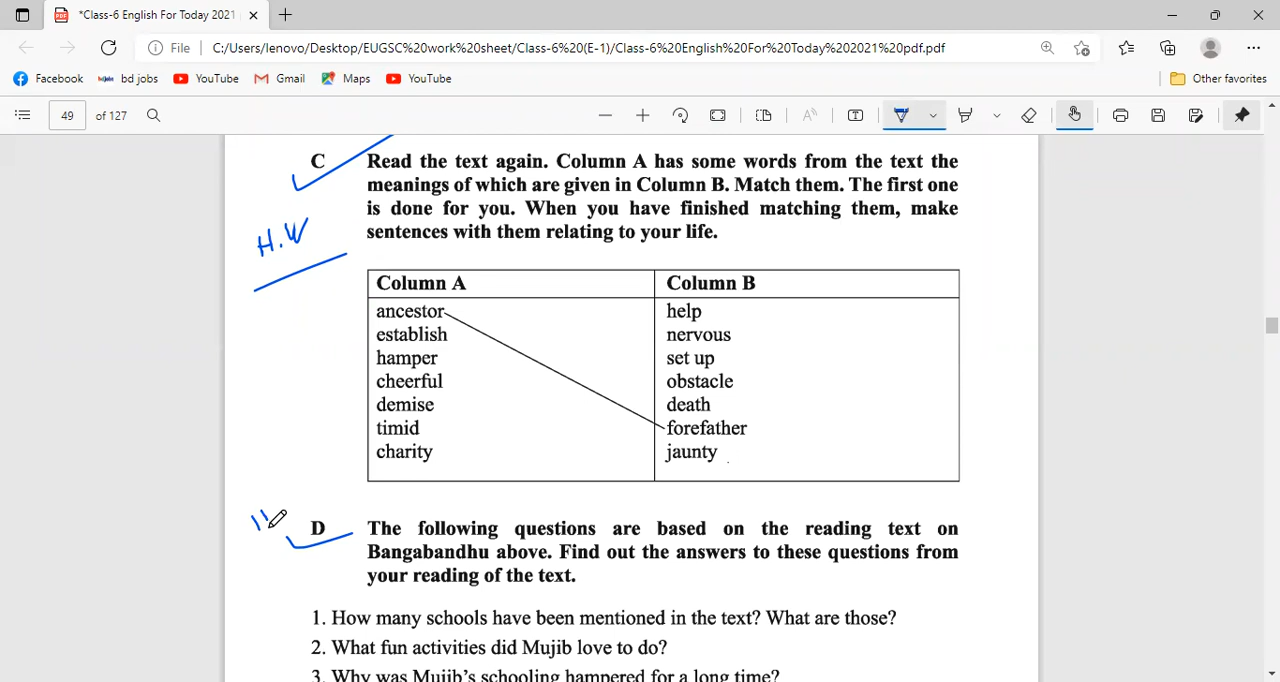 *Class-6 English For Today 2021
File
C:/Users/lenovo/Desktop/EUGSC%20work%20sheet/Class-6%20(E-1)/Class-6%20English%20For%20Today%202021%20pdf.pdf
Facebook bd jobs YouTube Gmail Maps YouTube Other favorites
49 of 127
C Read the text again. Column A has some words from the text the
meanings of which are given in Column B. Match them. The first one
is done for you. When you have finished matching them, make
sentences with them relating to your life.
H.W
Column A Column B
ancestor help
establish nervous
hamper set up
cheerful obstacle
demise death
timid forefather
charity jaunty
D The following questions are based on the reading text on
Bangabandhu above. Find out the answers to these questions from
your reading of the text.
1. How many schools have been mentioned in the text? What are those?
2. What fun activities did Mujib love to do?
3. Why was Mujib's schooling hampered for a long time?